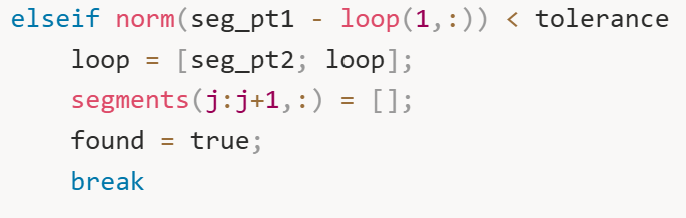 elseif norm(seg_pt1 - loop(1,:)) < tolerance
    loop = [seg_pt2; loop];
    segments(j:j+1,:) = [];
    found = true;
    break